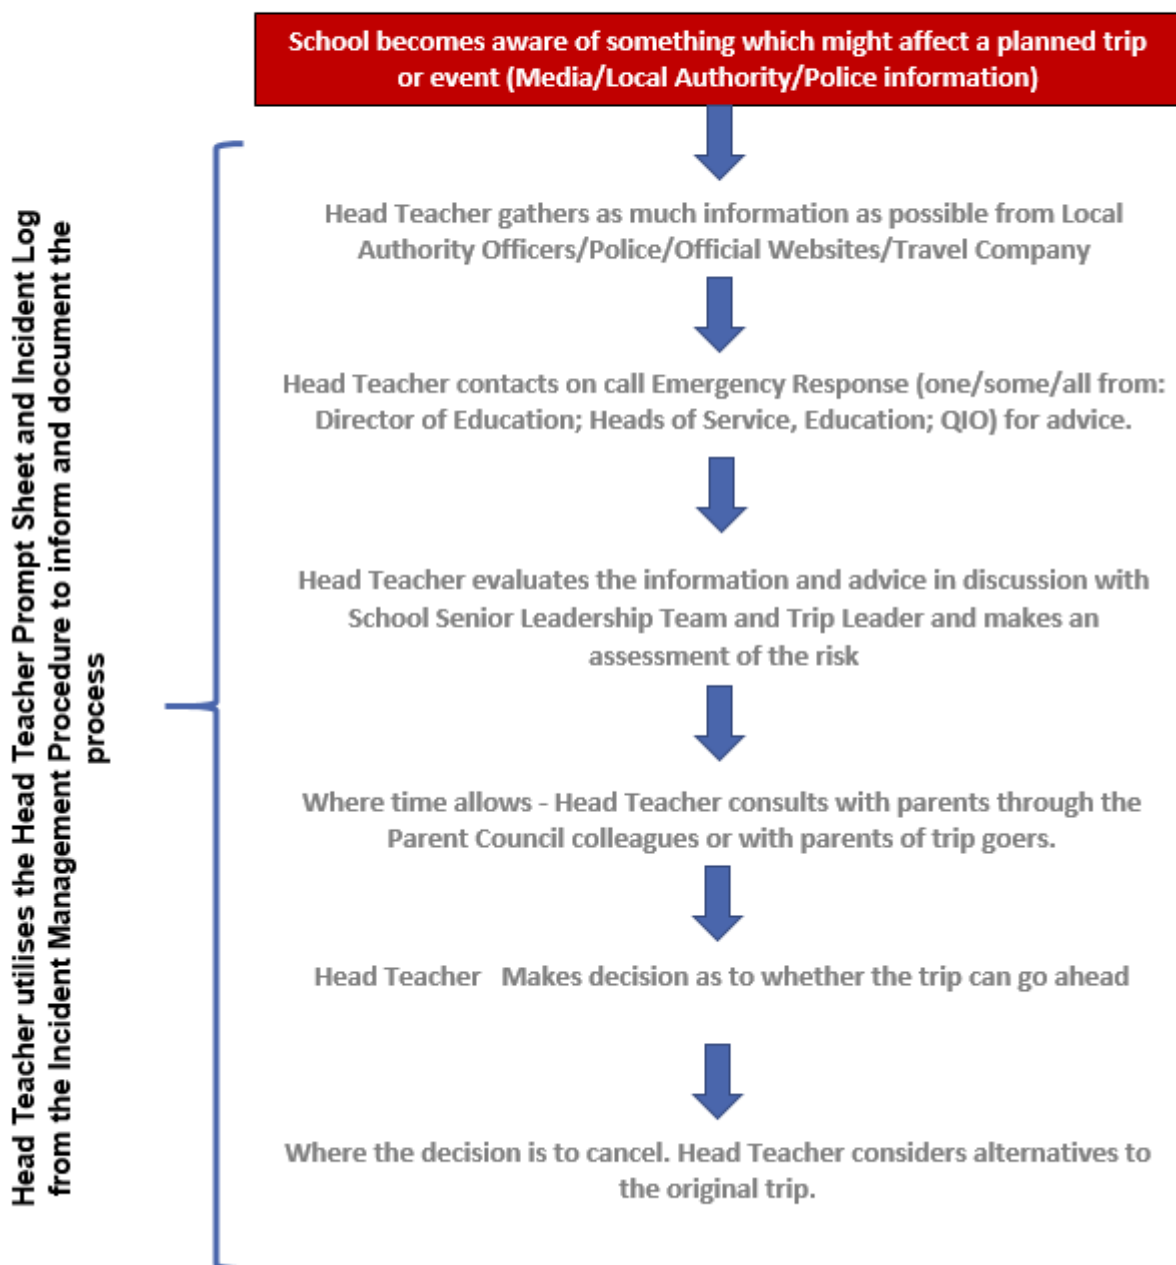 School becomes aware of something which might affect a planned trip
or event (Media/Local Authority/Police information)
Head Teacher utilises the Head Teacher Prompt Sheet and Incident Log
from the Incident Management Procedure to inform and document the
process
Head Teacher gathers as much information as possible from Local
Authority Officers/Police/Official Websites/Travel Company
Head Teacher contacts on call Emergency Response (one/some/all from:
Director of Education; Heads of Service, Education; QIO) for advice.
Head Teacher evaluates the information and advice in discussion with
School Senior Leadership Team and Trip Leader and makes an
assessment of the risk
Where time allows - Head Teacher consults with parents through the
Parent Council colleagues or with parents of trip goers.
Head Teacher   Makes decision as to whether the trip can go ahead
Where the decision is to cancel. Head Teacher considers alternatives to
the original trip.